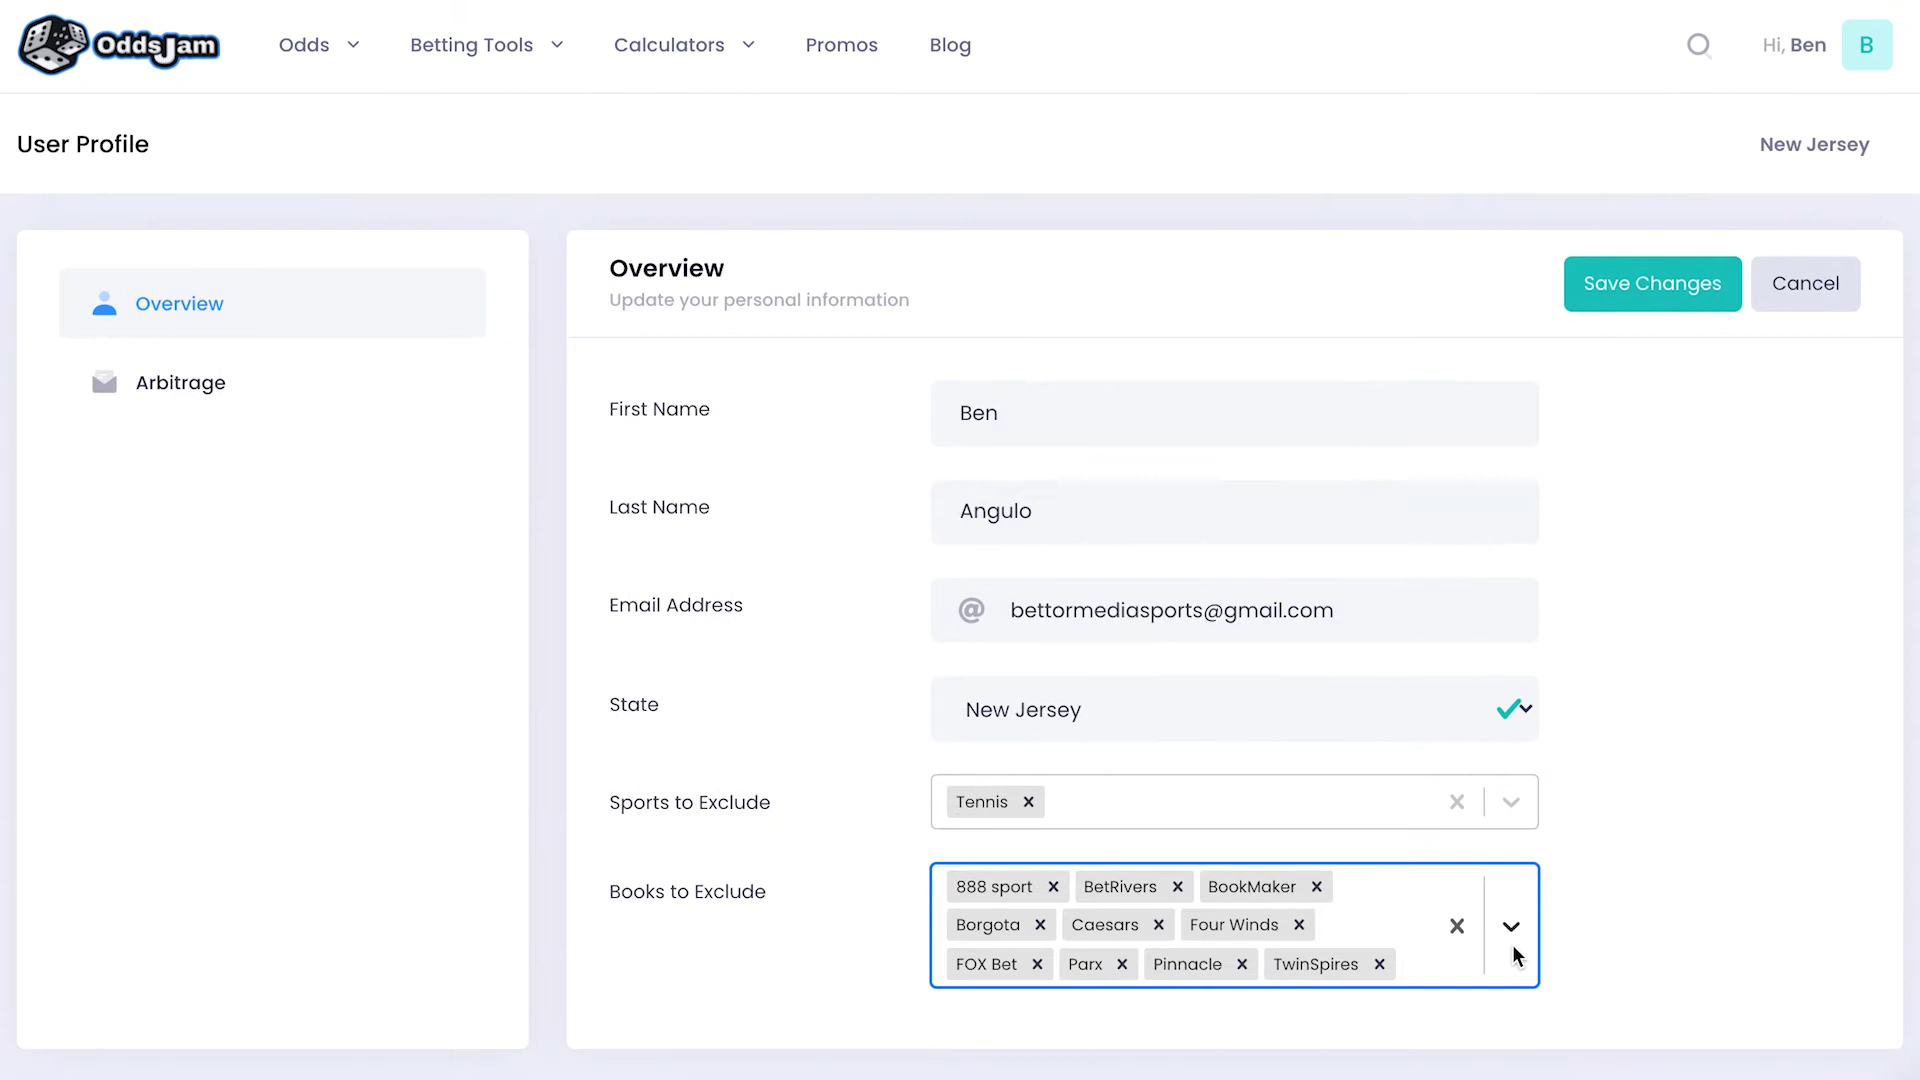 OddsJam Odds Betting Tools Calculators Promos Blog Hi, Ben B
User Profile New Jersey
Overview
Arbitrage
Overview
Update your personal information
Save Changes Cancel
First Name Ben
Last Name Angulo
Email Address @ bettormediasports@gmail.com
State New Jersey
Sports to Exclude Tennis
Books to Exclude
888 sport BetRivers BookMaker
Borgota Caesars Four Winds
FOX Bet Parx Pinnacle TwinSpires